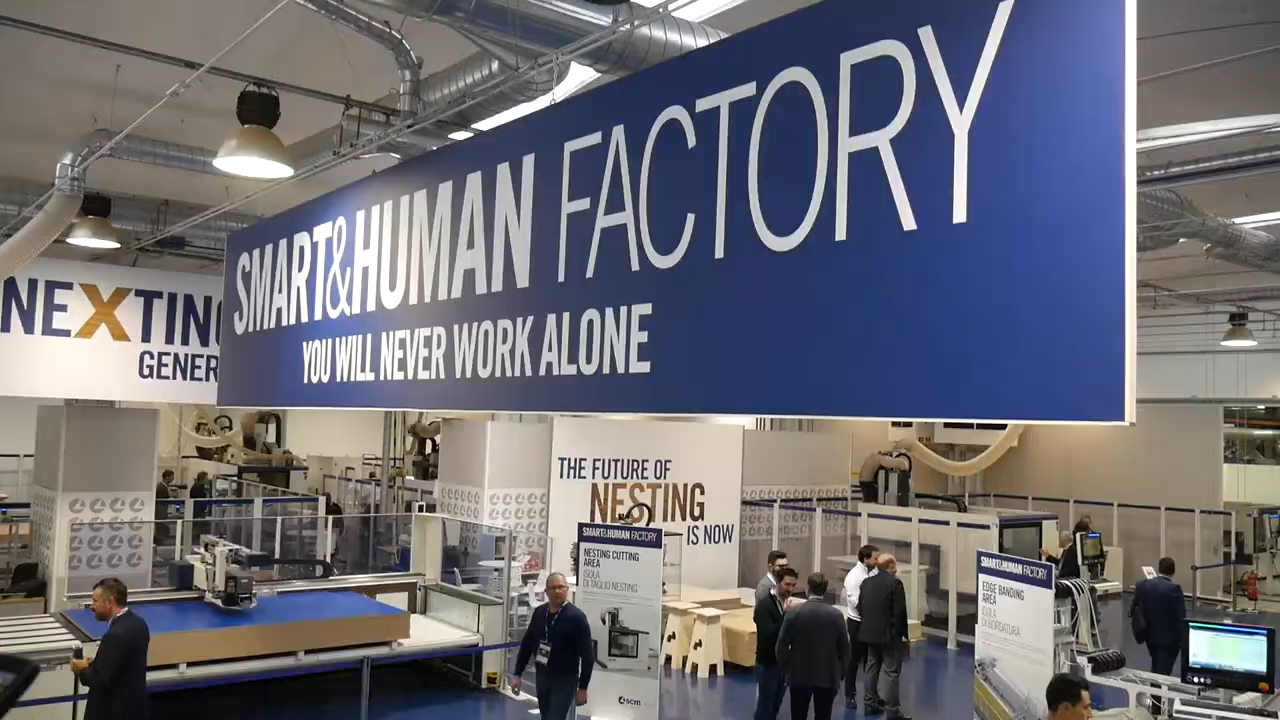 SMART&HUMAN FACTORY
YOU WILL NEVER WORK ALONE
NEXTING
GENER
THE FUTURE OF
NESTING
IS NOW
SMART&HUMAN FACTORY
NESTING CUTTING
AREA
ISOLA
DI TAGLIO NESTING
scm
SMART&HUMAN FACTORY
EDGE BANDING
AREA
ISOLA
DI BORDATURA